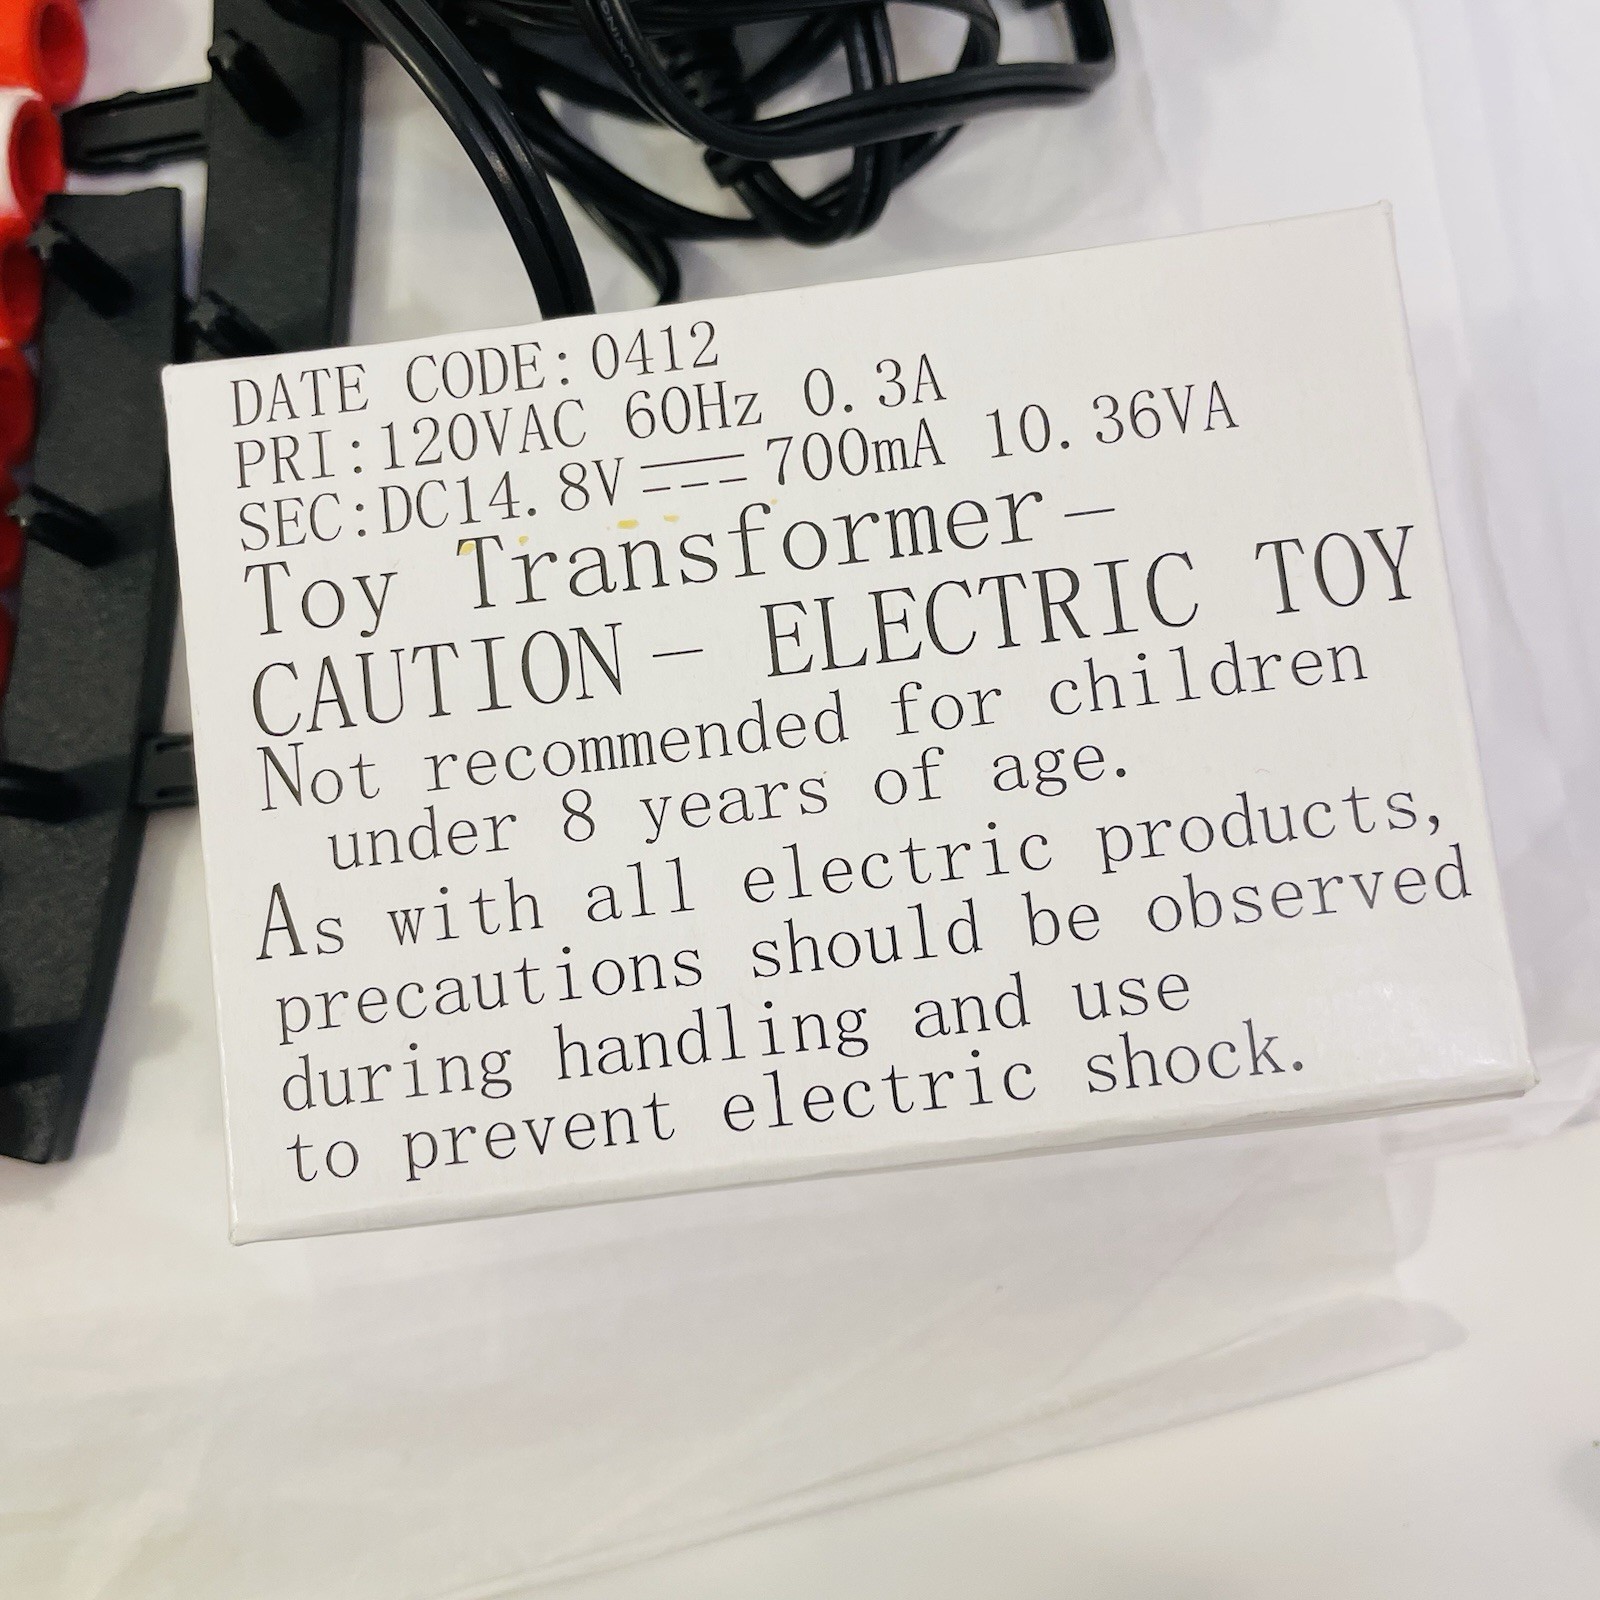 DATE CODE: 0412
PRI:120VAC 60Hz 0.3A
SEC:DC14.8V⎓700mA 10.36VA
Toy Transformer-
CAUTION- ELECTRIC TOY
Not recommended for children
under 8 years of age.
As with all electric products,
precautions should be observed
during handling and use
to prevent electric shock.